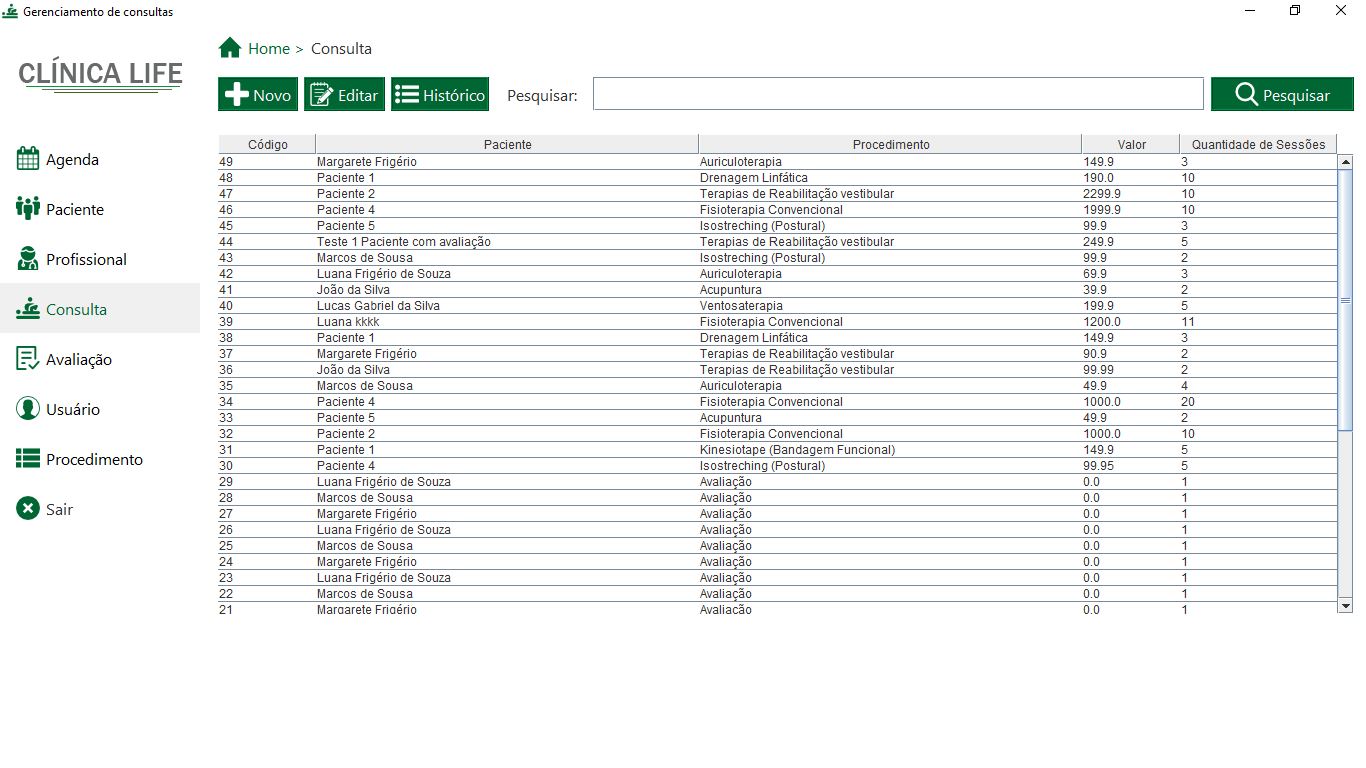 Gerenciamento de consultas
CLÍNICA LIFE
Home > Consulta
Novo Editar Histórico Pesquisar: Pesquisar
Agenda
Paciente
Profissional
Consulta
Avaliação
Usuário
Procedimento
Sair
Código Paciente Procedimento Valor Quantidade de Sessões
49 Margarete Frigério Auriculoterapia 149.9 3
48 Paciente 1 Drenagem Linfática 190.0 10
47 Paciente 2 Terapias de Reabilitação vestibular 2299.9 10
46 Paciente 4 Fisioterapia Convencional 1999.9 10
45 Paciente 5 Isostreching (Postural) 99.9 3
44 Teste 1 Paciente com avaliação Terapias de Reabilitação vestibular 249.9 5
43 Marcos de Sousa Isostreching (Postural) 99.9 2
42 Luana Frigério de Souza Auriculoterapia 69.9 3
41 João da Silva Acupuntura 39.9 2
40 Lucas Gabriel da Silva Ventosaterapia 199.9 5
39 Luana kkkk Fisioterapia Convencional 1200.0 11
38 Paciente 1 Drenagem Linfática 149.9 3
37 Margarete Frigério Terapias de Reabilitação vestibular 90.9 2
36 João da Silva Terapias de Reabilitação vestibular 99.99 2
35 Marcos de Sousa Auriculoterapia 49.9 4
34 Paciente 4 Fisioterapia Convencional 1000.0 20
33 Paciente 5 Acupuntura 49.9 2
32 Paciente 2 Fisioterapia Convencional 1000.0 10
31 Paciente 1 Kinesiotape (Bandagem Funcional) 149.9 5
30 Paciente 4 Isostreching (Postural) 99.95 5
29 Luana Frigério de Souza Avaliação 0.0 1
28 Marcos de Sousa Avaliação 0.0 1
27 Margarete Frigério Avaliação 0.0 1
26 Luana Frigério de Souza Avaliação 0.0 1
25 Marcos de Sousa Avaliação 0.0 1
24 Margarete Frigério Avaliação 0.0 1
23 Luana Frigério de Souza Avaliação 0.0 1
22 Marcos de Sousa Avaliação 0.0 1
21 Margarete Frigério Avaliação 0.0 1